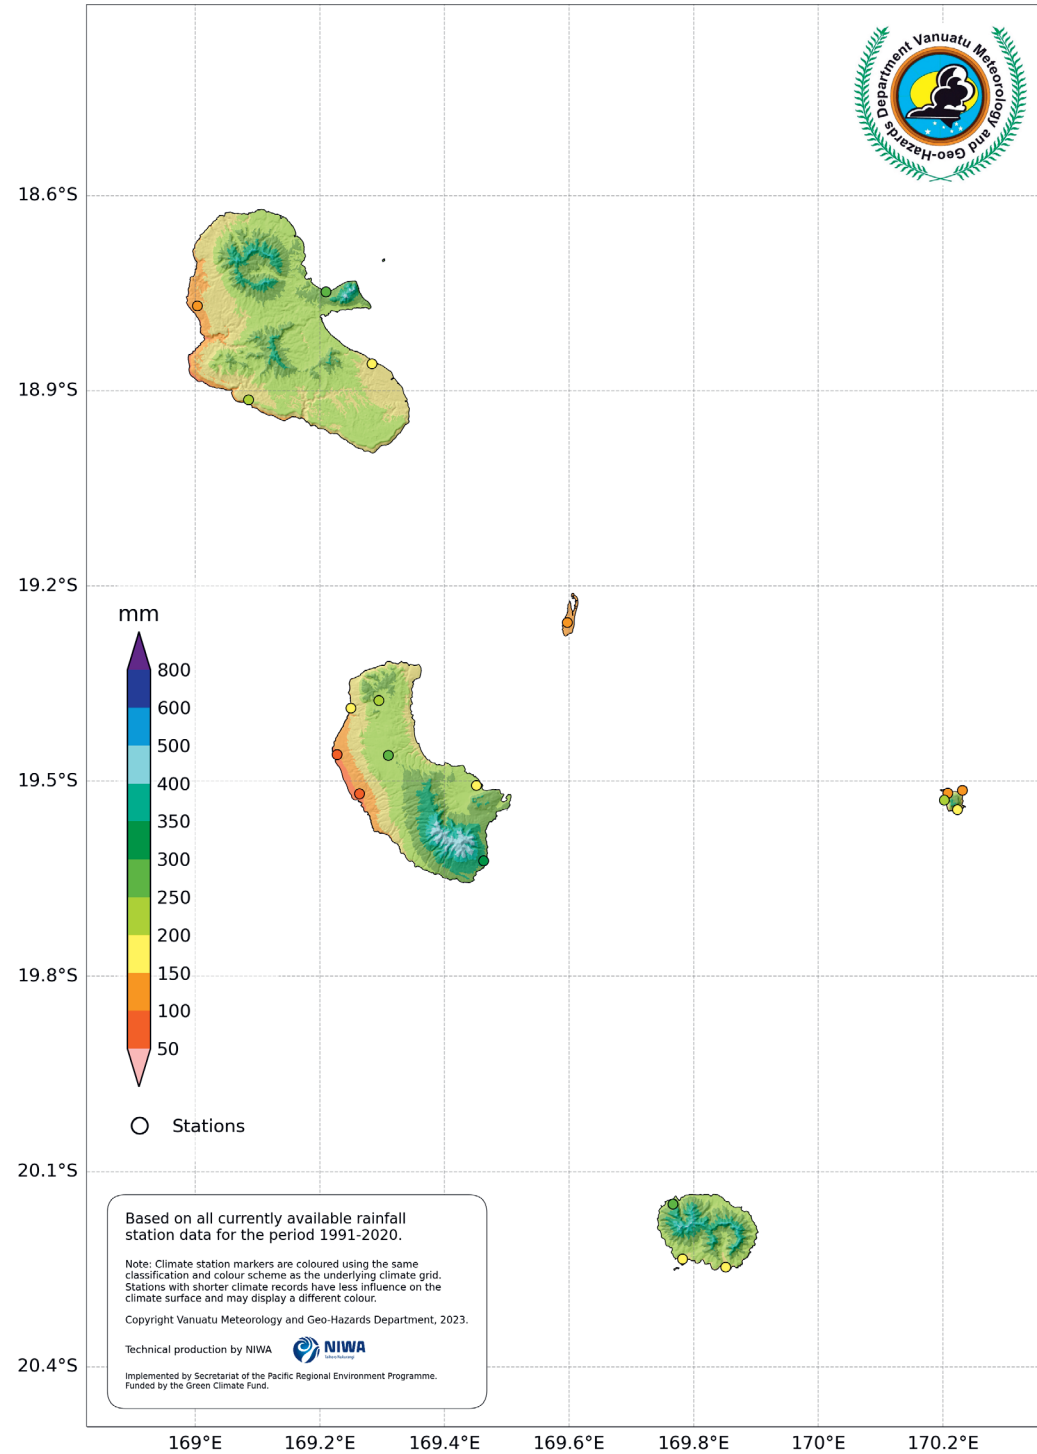 Vanuatu Meteorology and Geo-Hazards Department
18.6°S
18.9°S
19.2°S
mm
800
600
500
400
350
300
250
200
150
100
50
19.5°S
19.8°S
Stations
20.1°S
Based on all currently available rainfall
station data for the period 1991-2020.
Note: Climate station markers are coloured using the same
classification and colour scheme as the underlying climate grid.
Stations with shorter climate records have less influence on the
climate surface and may display a different colour.
Copyright Vanuatu Meteorology and Geo-Hazards Department, 2023.
Technical production by NIWA
NIWA
Taihoro Nukurangi
Implemented by Secretariat of the Pacific Regional Environment Programme.
Funded by the Green Climate Fund.
20.4°S
169°E
169.2°E
169.4°E
169.6°E
169.8°E
170°E
170.2°E